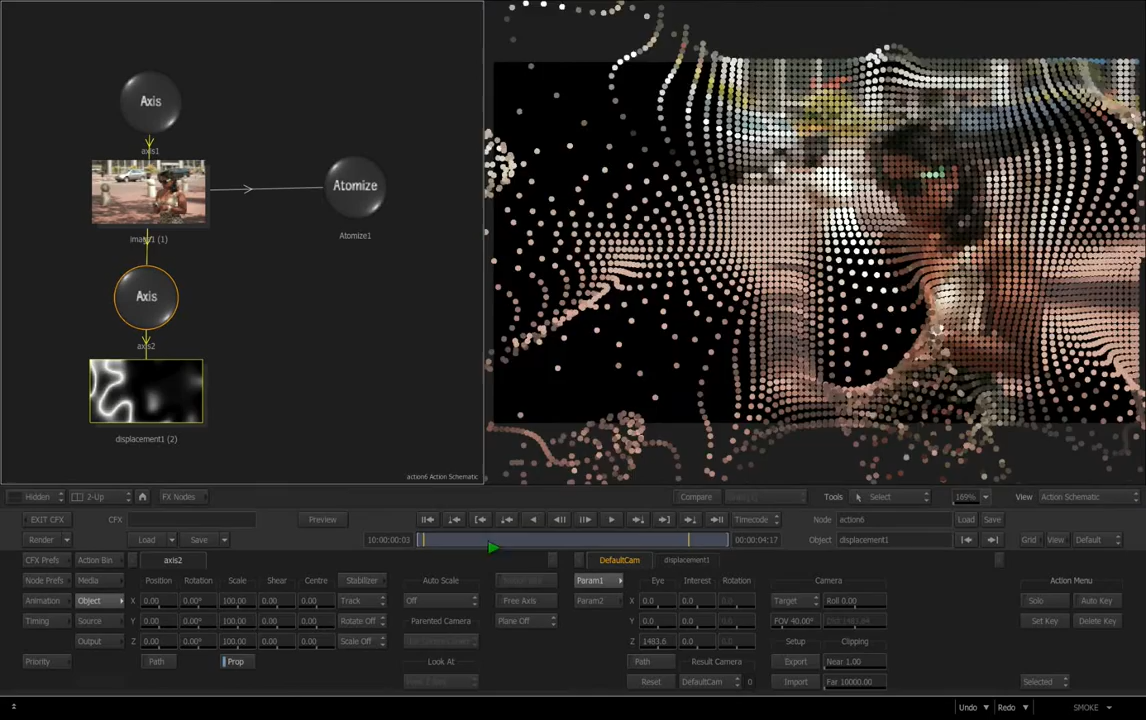 Axis
axis1
Atomize
image1 (1)
Atomize1
Axis
axis2
displacement1 (2)
action6 Action Schematic
Hidden
2-Up
FX Nodes
Compare
Tools
Select
169%
View
Action Schematic
EXIT CFX
CFX
Preview
Timecode
Node
action6
Load
Save
Render
Load
Save
10:00:00:03
00:00:04:17
Object
displacement1
Grid
View
Default
CFX Prefs
Action Bin
axis2
DefaultCam
displacement1
Node Prefs
Media
Position
Rotation
Scale
Shear
Centre
Stabilizer
Auto Scale
Param1
Eye
Interest
Rotation
Camera
Action Menu
Animation
Object
X
0.00
0.00°
100.00
0.00
0.00
Track
Off
Free Axis
Param2
X
0.0
0.0
0.0
Target
Roll 0.00
Solo
Auto Key
Timing
Source
Y
0.00
0.00°
100.00
0.00
0.00
Rotate Off
Parented Camera
Plane Off
Y
0.0
0.0
0.0
FOV 40.00°
Set Key
Delete Key
Output
Z
0.00
0.00°
100.00
0.00
0.00
Scale Off
Z
1483.6
0.0
0.0
Setup
Clipping
Priority
Path
Prop
Look At
Path
Result Camera
Export
Near 1.00
Reset
DefaultCam
0
Import
Far 10000.00
Selected
Undo
Redo
SMOKE